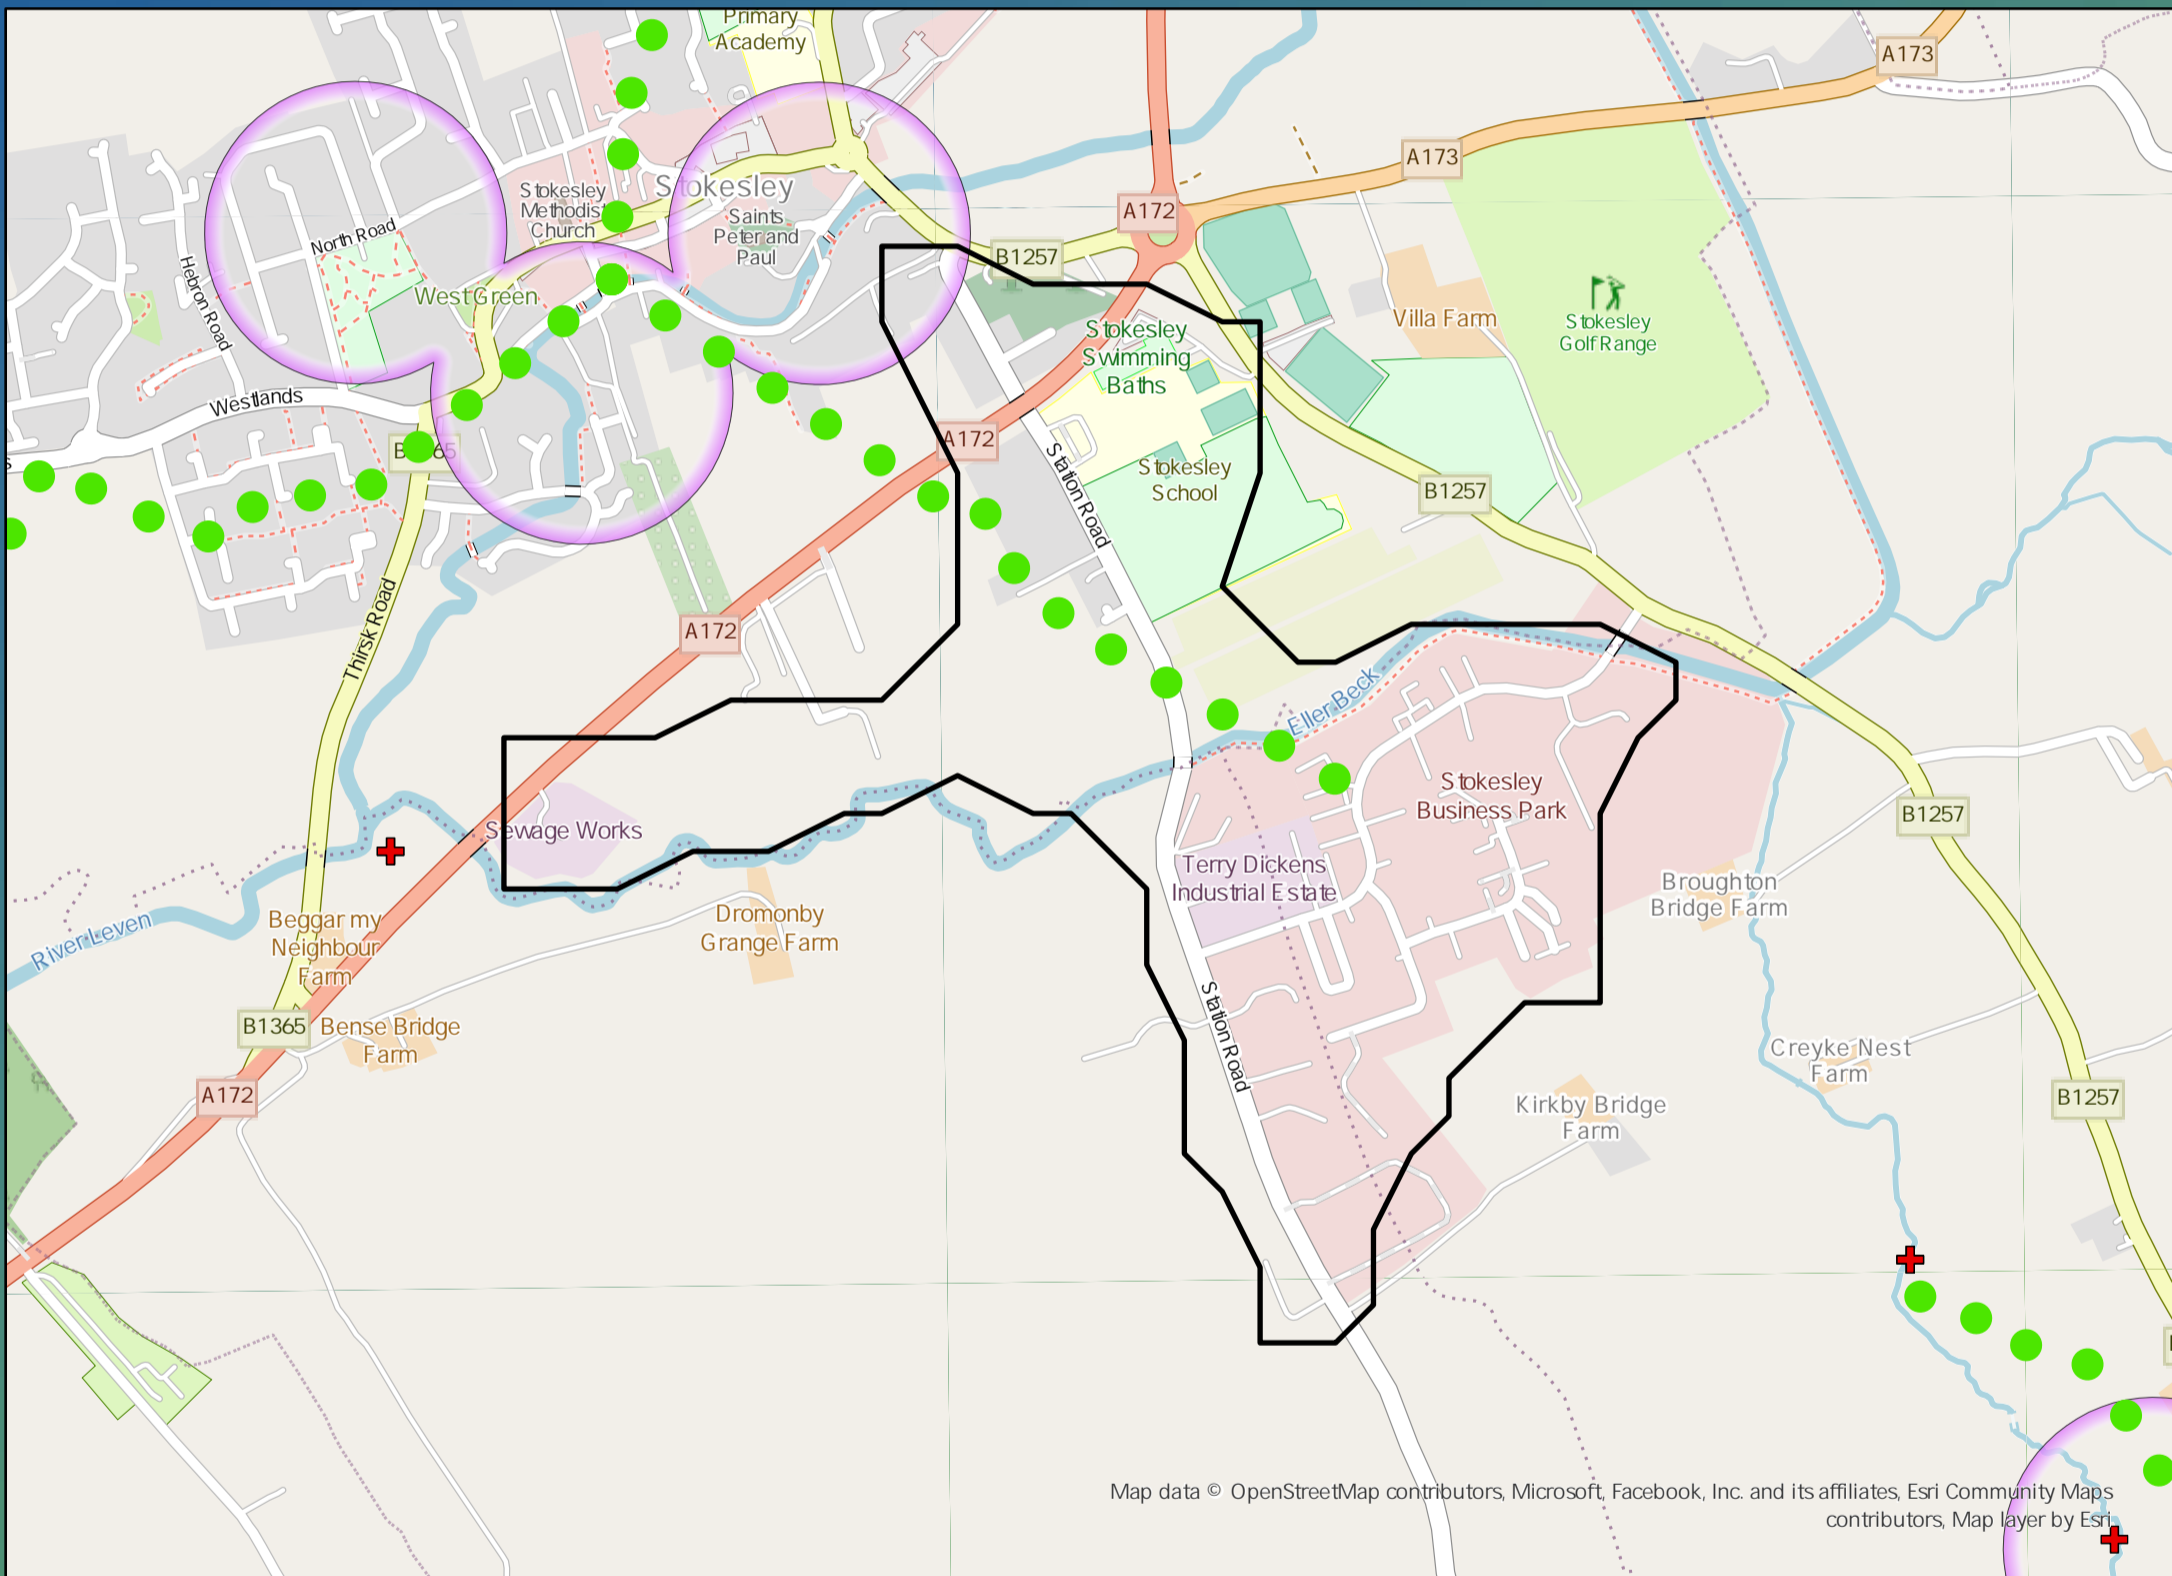 Primary
Academy
A173
A173
Stokesley
Methodist
Church
Stokesley
Saints
Peter and
Paul
A172
North Road
Hebron Road
West Green
B1257
Villa Farm
Stokesley
Golf Range
Stokesley
Swimming
Baths
Westlands
A172
Station Road
Stokesley
School
B1257
Thirsk Road
A172
Eller Beck
Stokesley
Business Park
B1257
Sewage Works
Terry Dickens
Industrial Estate
Broughton
Bridge Farm
Dromonby
Grange Farm
River Leven
Beggar my
Neighbour
Farm
B1365
Bense Bridge
Farm
Station Road
A172
Creyke Nest
Farm
Kirkby Bridge
Farm
B1257
Map data © OpenStreetMap contributors, Microsoft, Facebook, Inc. and its affiliates, Esri Community Maps
contributors, Map layer by Esri